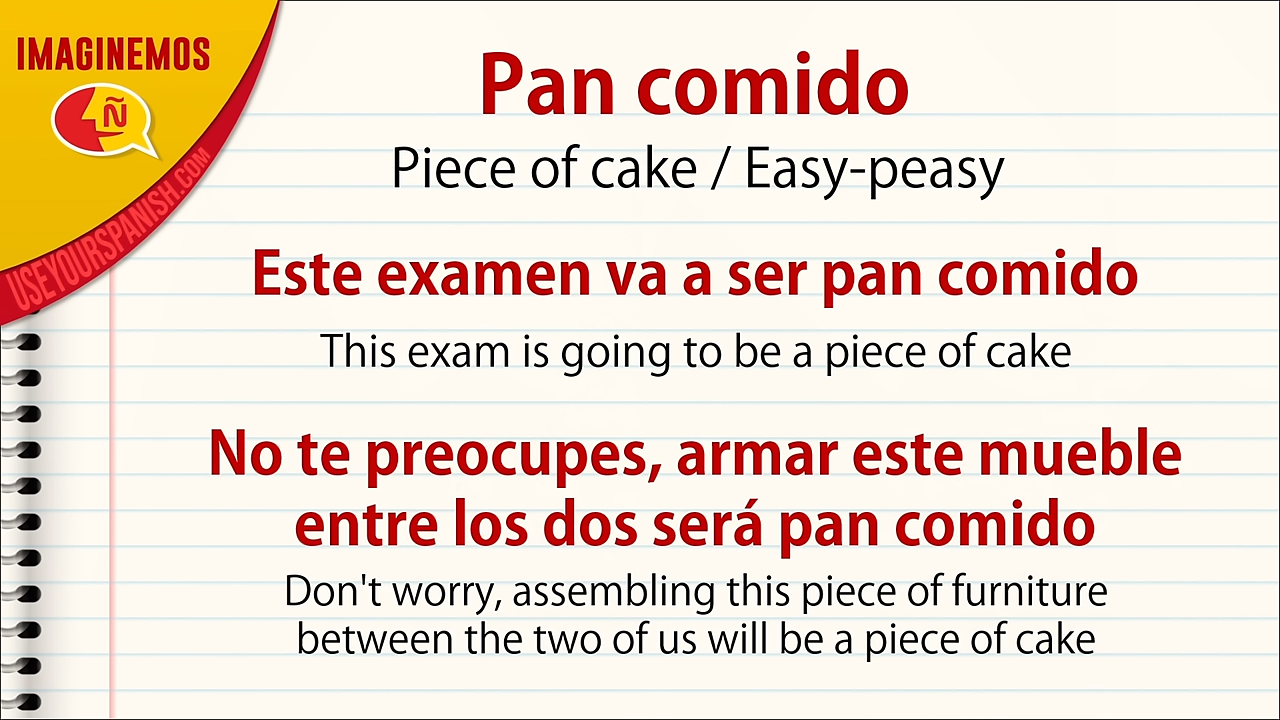 IMAGINEMOS
Ñ
USEYOURSPANISH.COM
Pan comido
Piece of cake / Easy-peasy
Este examen va a ser pan comido
This exam is going to be a piece of cake
No te preocupes, armar este mueble
entre los dos será pan comido
Don't worry, assembling this piece of furniture
between the two of us will be a piece of cake